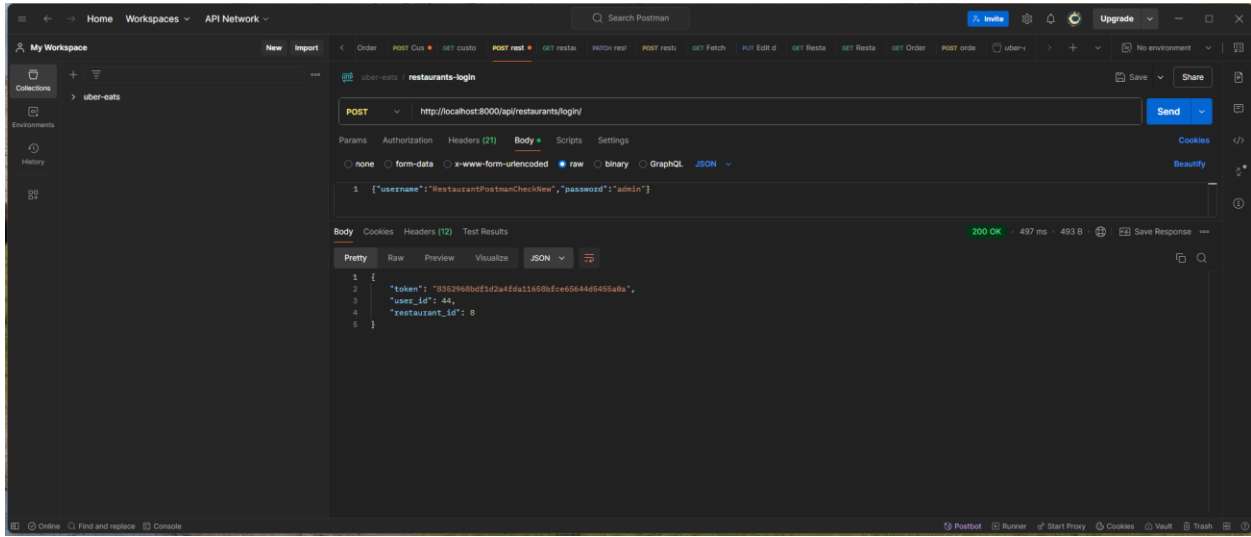 Home Workspaces API Network Search Postman Invite Upgrade
My Workspace New Import Order POST Cus GET custo POST rest GET restau PATCH rest POST resta GET Fetch PUT Edit d GET Resta GET Resta GET Order POST orde uber-e No environment
Collections
Environments
History
uber-eats
uber-eats / restaurants-login Save Share
POST http://localhost:8000/api/restaurants/login/ Send
Params Authorization Headers (21) Body Scripts Settings Cookies
none form-data x-www-form-urlencoded raw binary GraphQL JSON Beautify
1 {"username":"RestaurantPostmanCheckNew","password":"admin"}
Body Cookies Headers (12) Test Results 200 OK 497 ms 493 B Save Response
Pretty Raw Preview Visualize JSON
1 {
2 "token": "8352968bdf1d2a4fda11658bfce65644d5455a0a",
3 "user_id": 44,
4 "restaurant_id": 8
5 }
Online Find and replace Console Postbot Runner Start Proxy Cookies Vault Trash